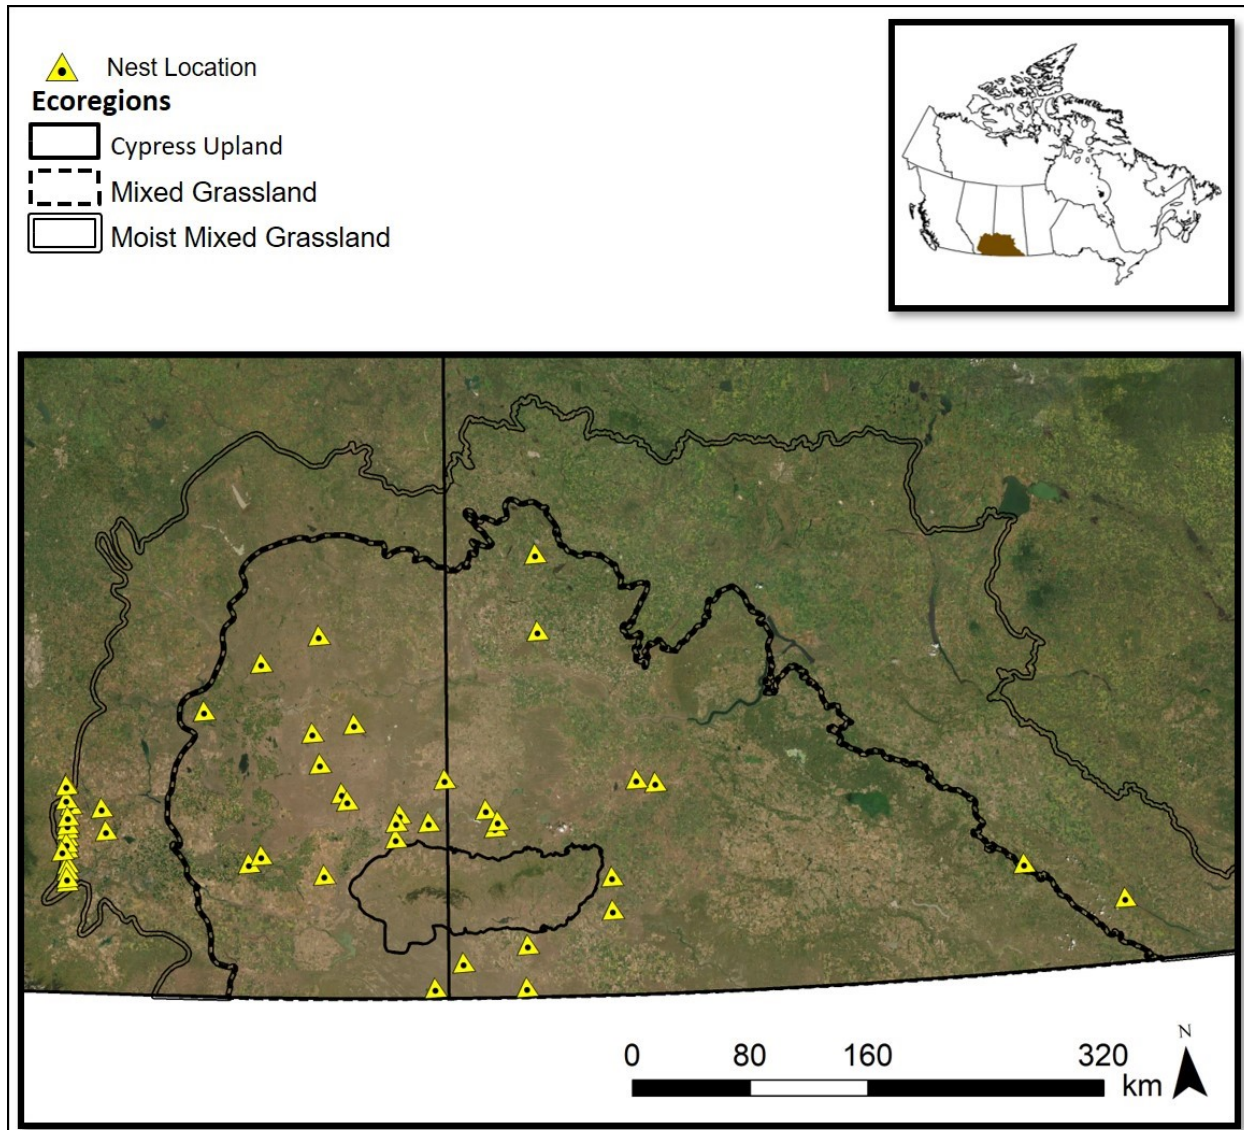 Nest Location
Ecoregions
Cypress Upland
Mixed Grassland
Moist Mixed Grassland
N
0 80 160 320
km